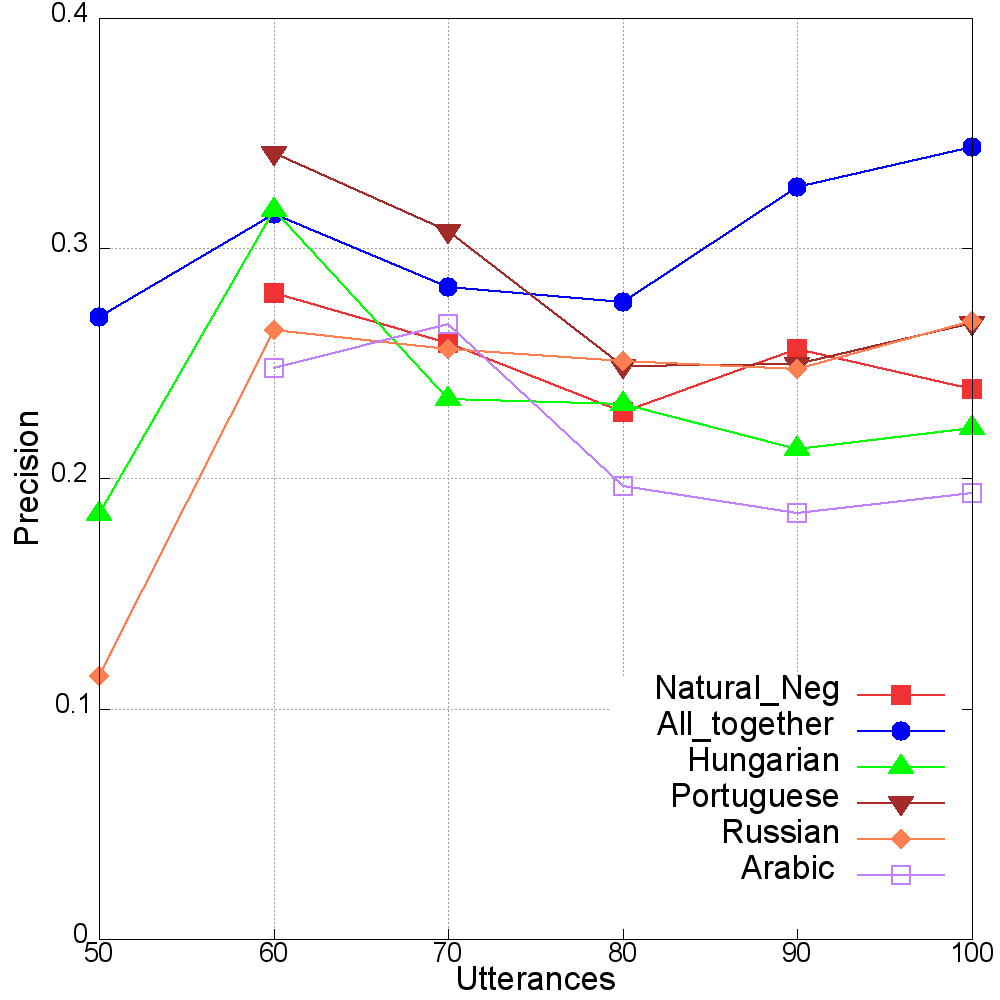 0.4
0.3
0.2
0.1
0
Precision
50 60 70 80 90 100
Utterances
Natural_Neg
All_together
Hungarian
Portuguese
Russian
Arabic